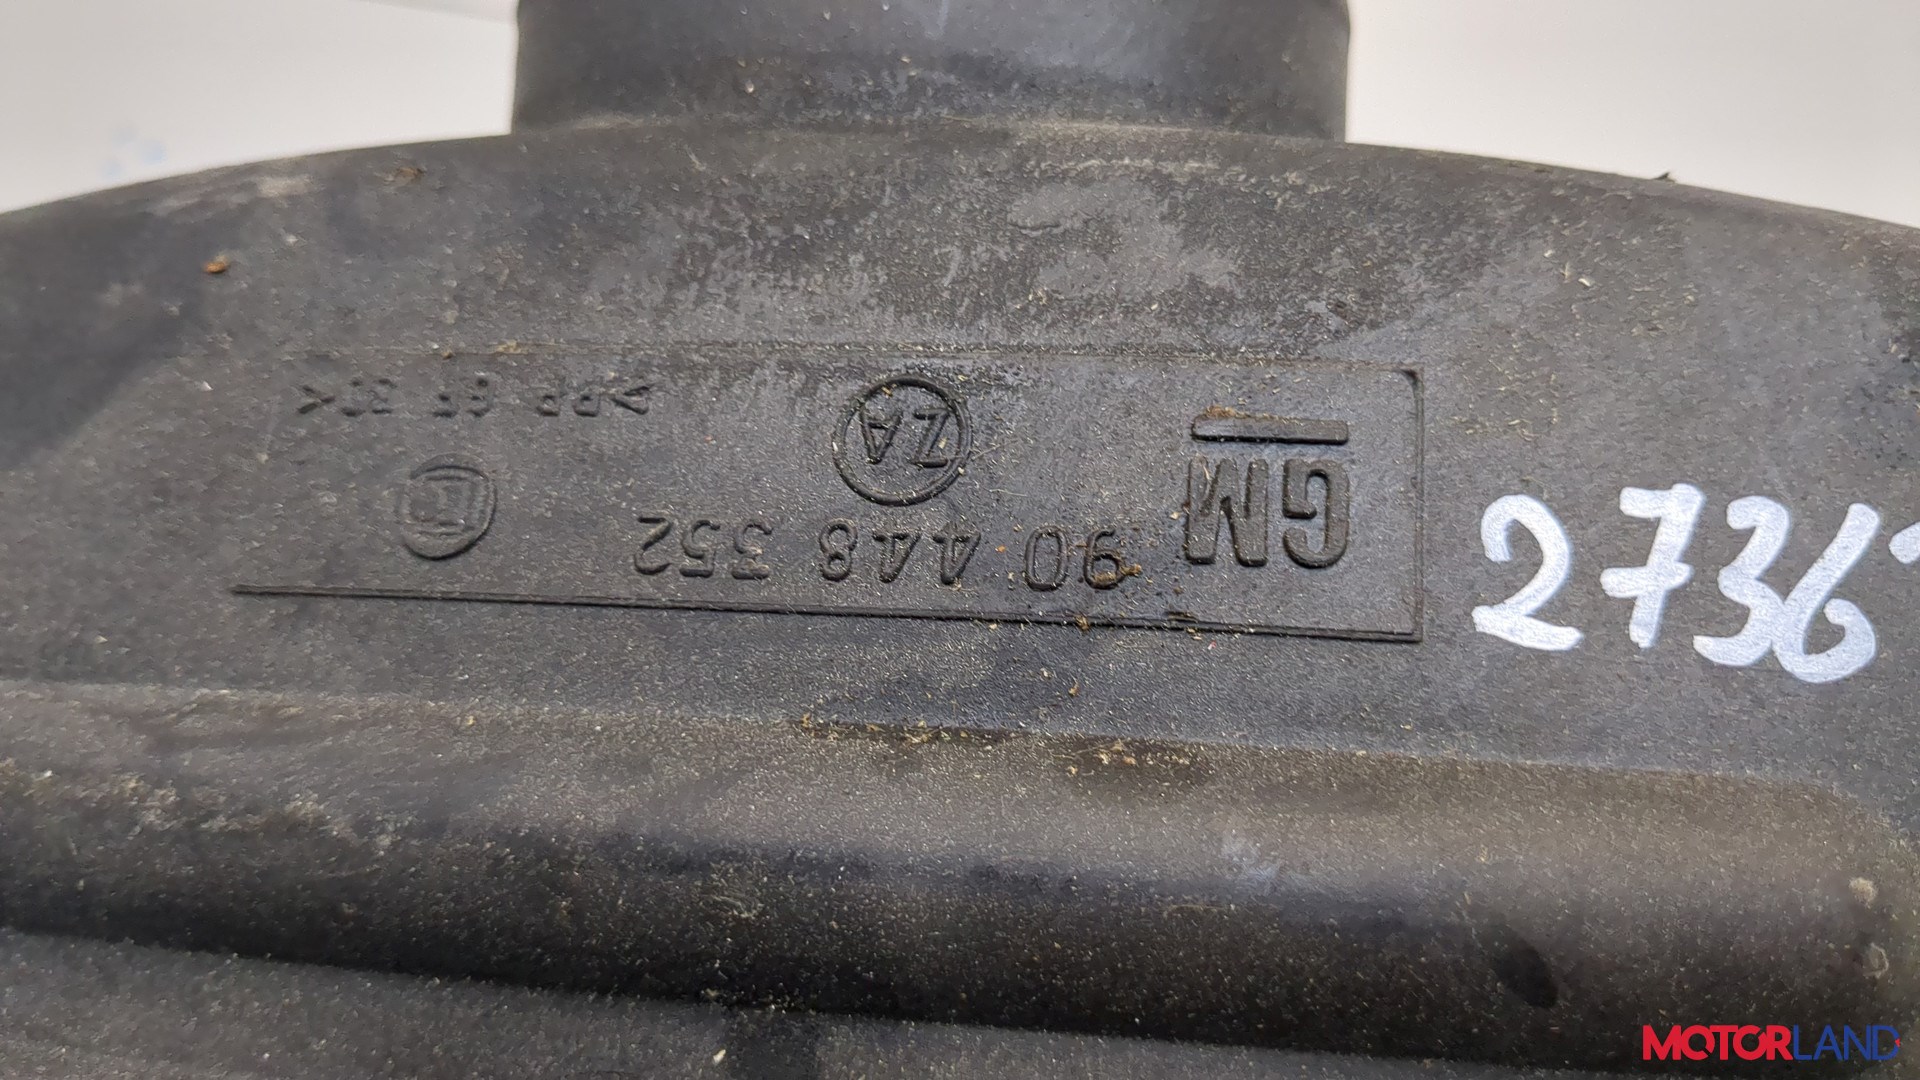 GM
90 448 352
ZA
>PP GF 30<
2736
MOTORLAND